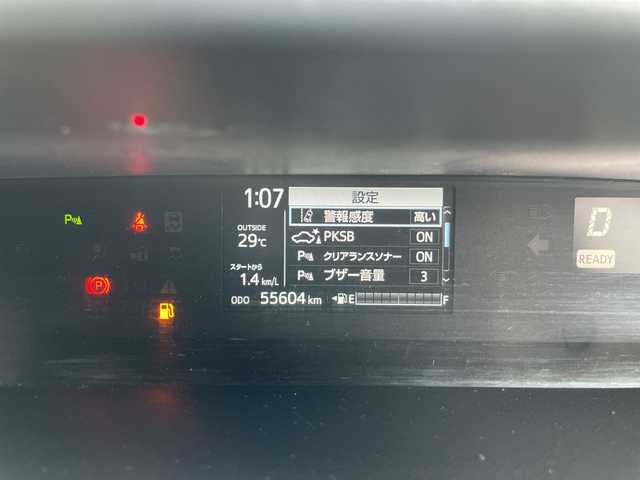 1:07
設定
警報感度 高い
OUTSIDE
29℃
PKSB ON
クリアランスソナー ON
スタートから
1.4 km/L
ブザー音量 3
ODO 55604 km
E F
P
P
D
READY